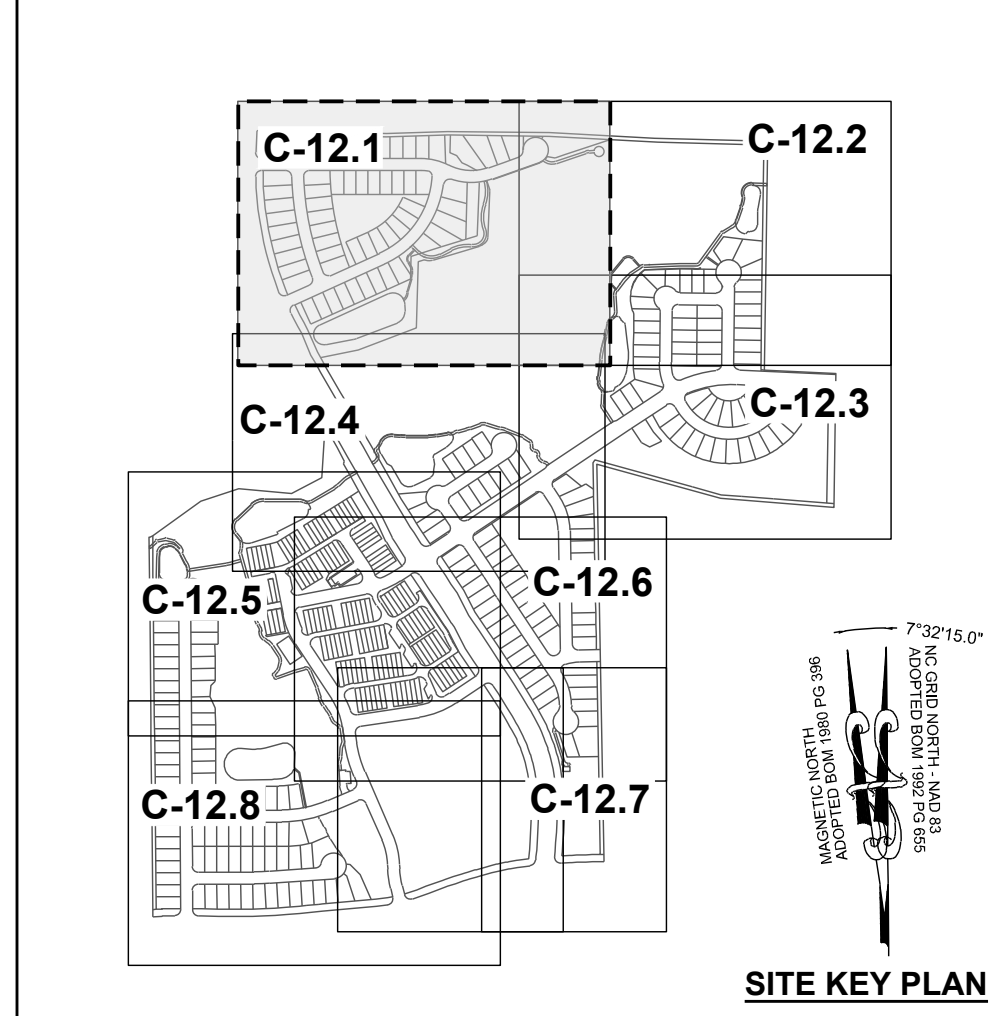 C-12.1
C-12.2
C-12.3
C-12.4
C-12.5
C-12.6
C-12.7
C-12.8
7°32'15.0"
MAGNETIC NORTH
ADOPTED BOM 1980 PG 396
NC GRID NORTH - NAD 83
ADOPTED BOM 1992 PG 655
SITE KEY PLAN